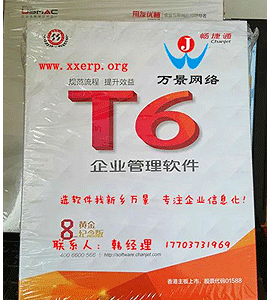 畅捷通
Chanjet
www.xxerp.org
万景网络
规范流程 提升效益
T6
企业管理软件
选软件找新乡万景 专注企业信息化!
8 黄金
纪念版
联系人: 韩经理 17703731969
400 6600 566 | http://software.chanjet.com
香港主板上市,股票代码01588